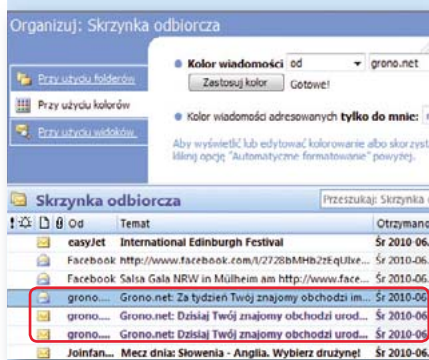 Organizuj: Skrzynka odbiorcza
Kolor wiadomości od grono.net
Przy użyciu folderów
Zastosuj kolor Gotowe!
Przy użyciu kolorów
Kolor wiadomości adresowanych tylko do mnie:
Przy użyciu widoków
Aby wyświetlić lub edytować kolorowanie albo skorzyst
kliknij opcję "Automatyczne formatowanie" powyżej.
Skrzynka odbiorcza Przeszukaj: Skrzynka
Od Temat Otrzymano
easyJet International Edinburgh Festival Śr 2010-06.
Facebook http://www.facebook.com/l/2728bMHb2zEqUlxe... Śr 2010-06.
Facebook Salsa Gala NRW in Mülheim am http://www.face... Śr 2010-06.
grono.... Grono.net: Za tydzień Twój znajomy obchodzi im... Śr 2010-06
grono.... Grono.net: Dzisiaj Twój znajomy obchodzi urod... Śr 2010-06
grono.... Grono.net: Dzisiaj Twój znajomy obchodzi urod... Śr 2010-06
Joinfan... Mecz dnia: Słowenia - Anglia. Wybierz drużynę! Śr 2010-06